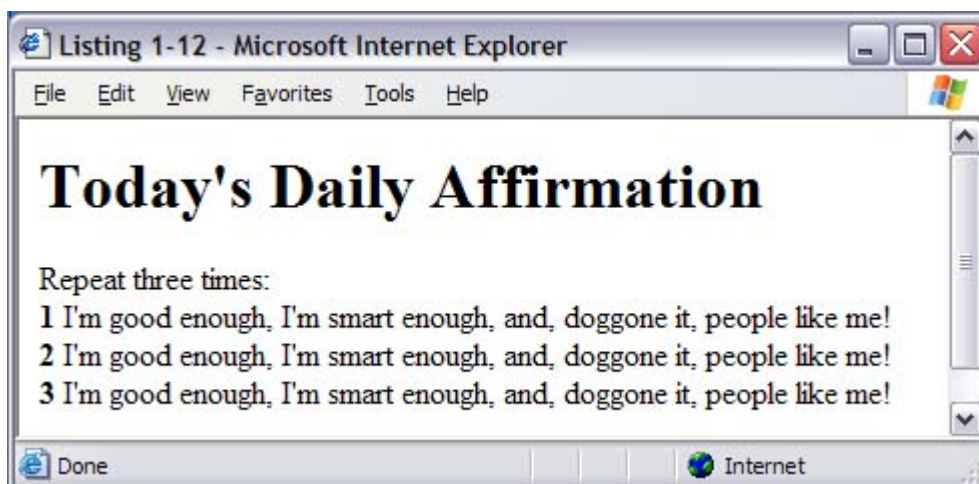 Listing 1-12 - Microsoft Internet Explorer
File Edit View Favorites Tools Help
Today's Daily Affirmation
Repeat three times:
1 I'm good enough, I'm smart enough, and, doggone it, people like me!
2 I'm good enough, I'm smart enough, and, doggone it, people like me!
3 I'm good enough, I'm smart enough, and, doggone it, people like me!
Done Internet